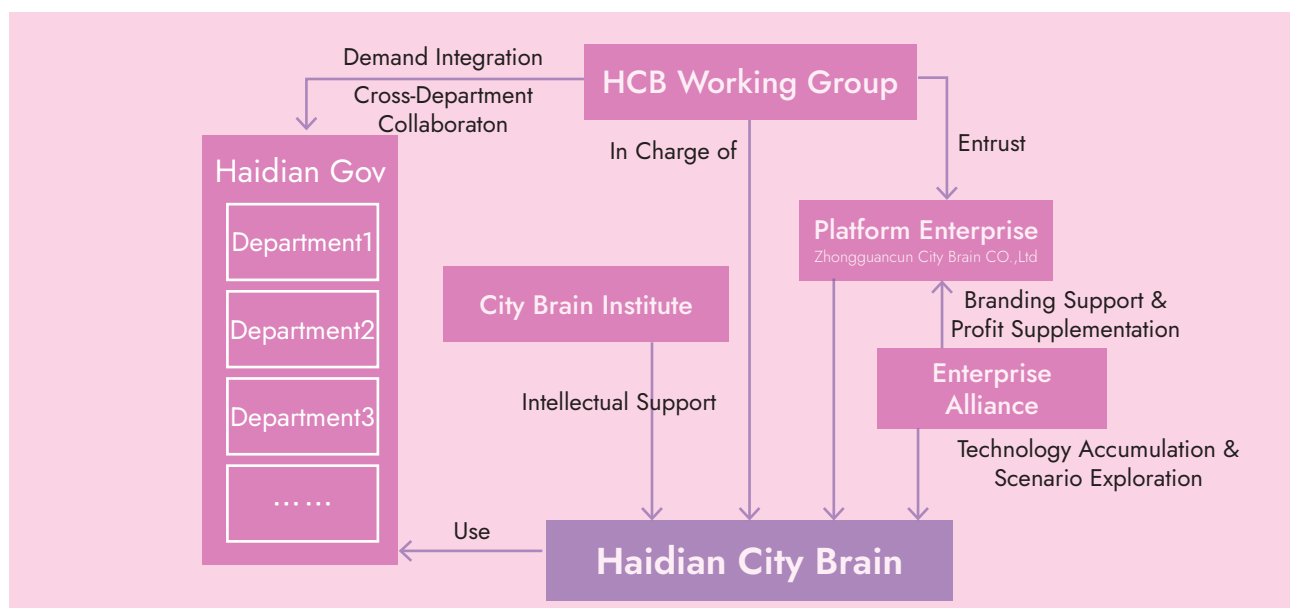 Demand Integration
HCB Working Group
Cross-Department
Collaboraton
In Charge of
Entrust
Haidian Gov
Department1
Department2
Department3
......
Platform Enterprise
Zhongguancun City Brain CO.,Ltd
City Brain Institute
Branding Support &
Profit Supplementation
Enterprise
Alliance
Intellectual Support
Technology Accumulation &
Scenario Exploration
Use
Haidian City Brain